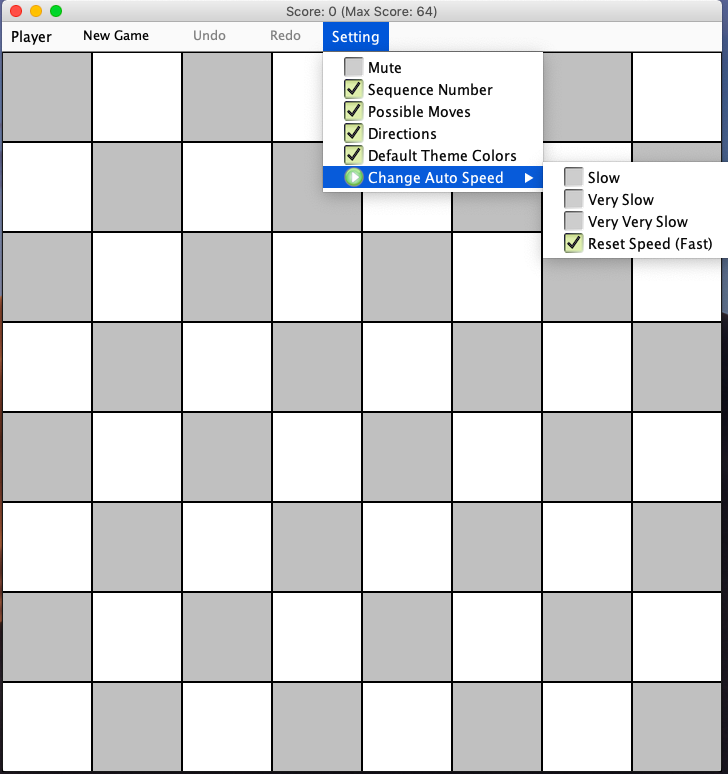 Score: 0 (Max Score: 64)
Player New Game Undo Redo Setting
Mute
Sequence Number
Possible Moves
Directions
Default Theme Colors
Change Auto Speed
Slow
Very Slow
Very Very Slow
Reset Speed (Fast)